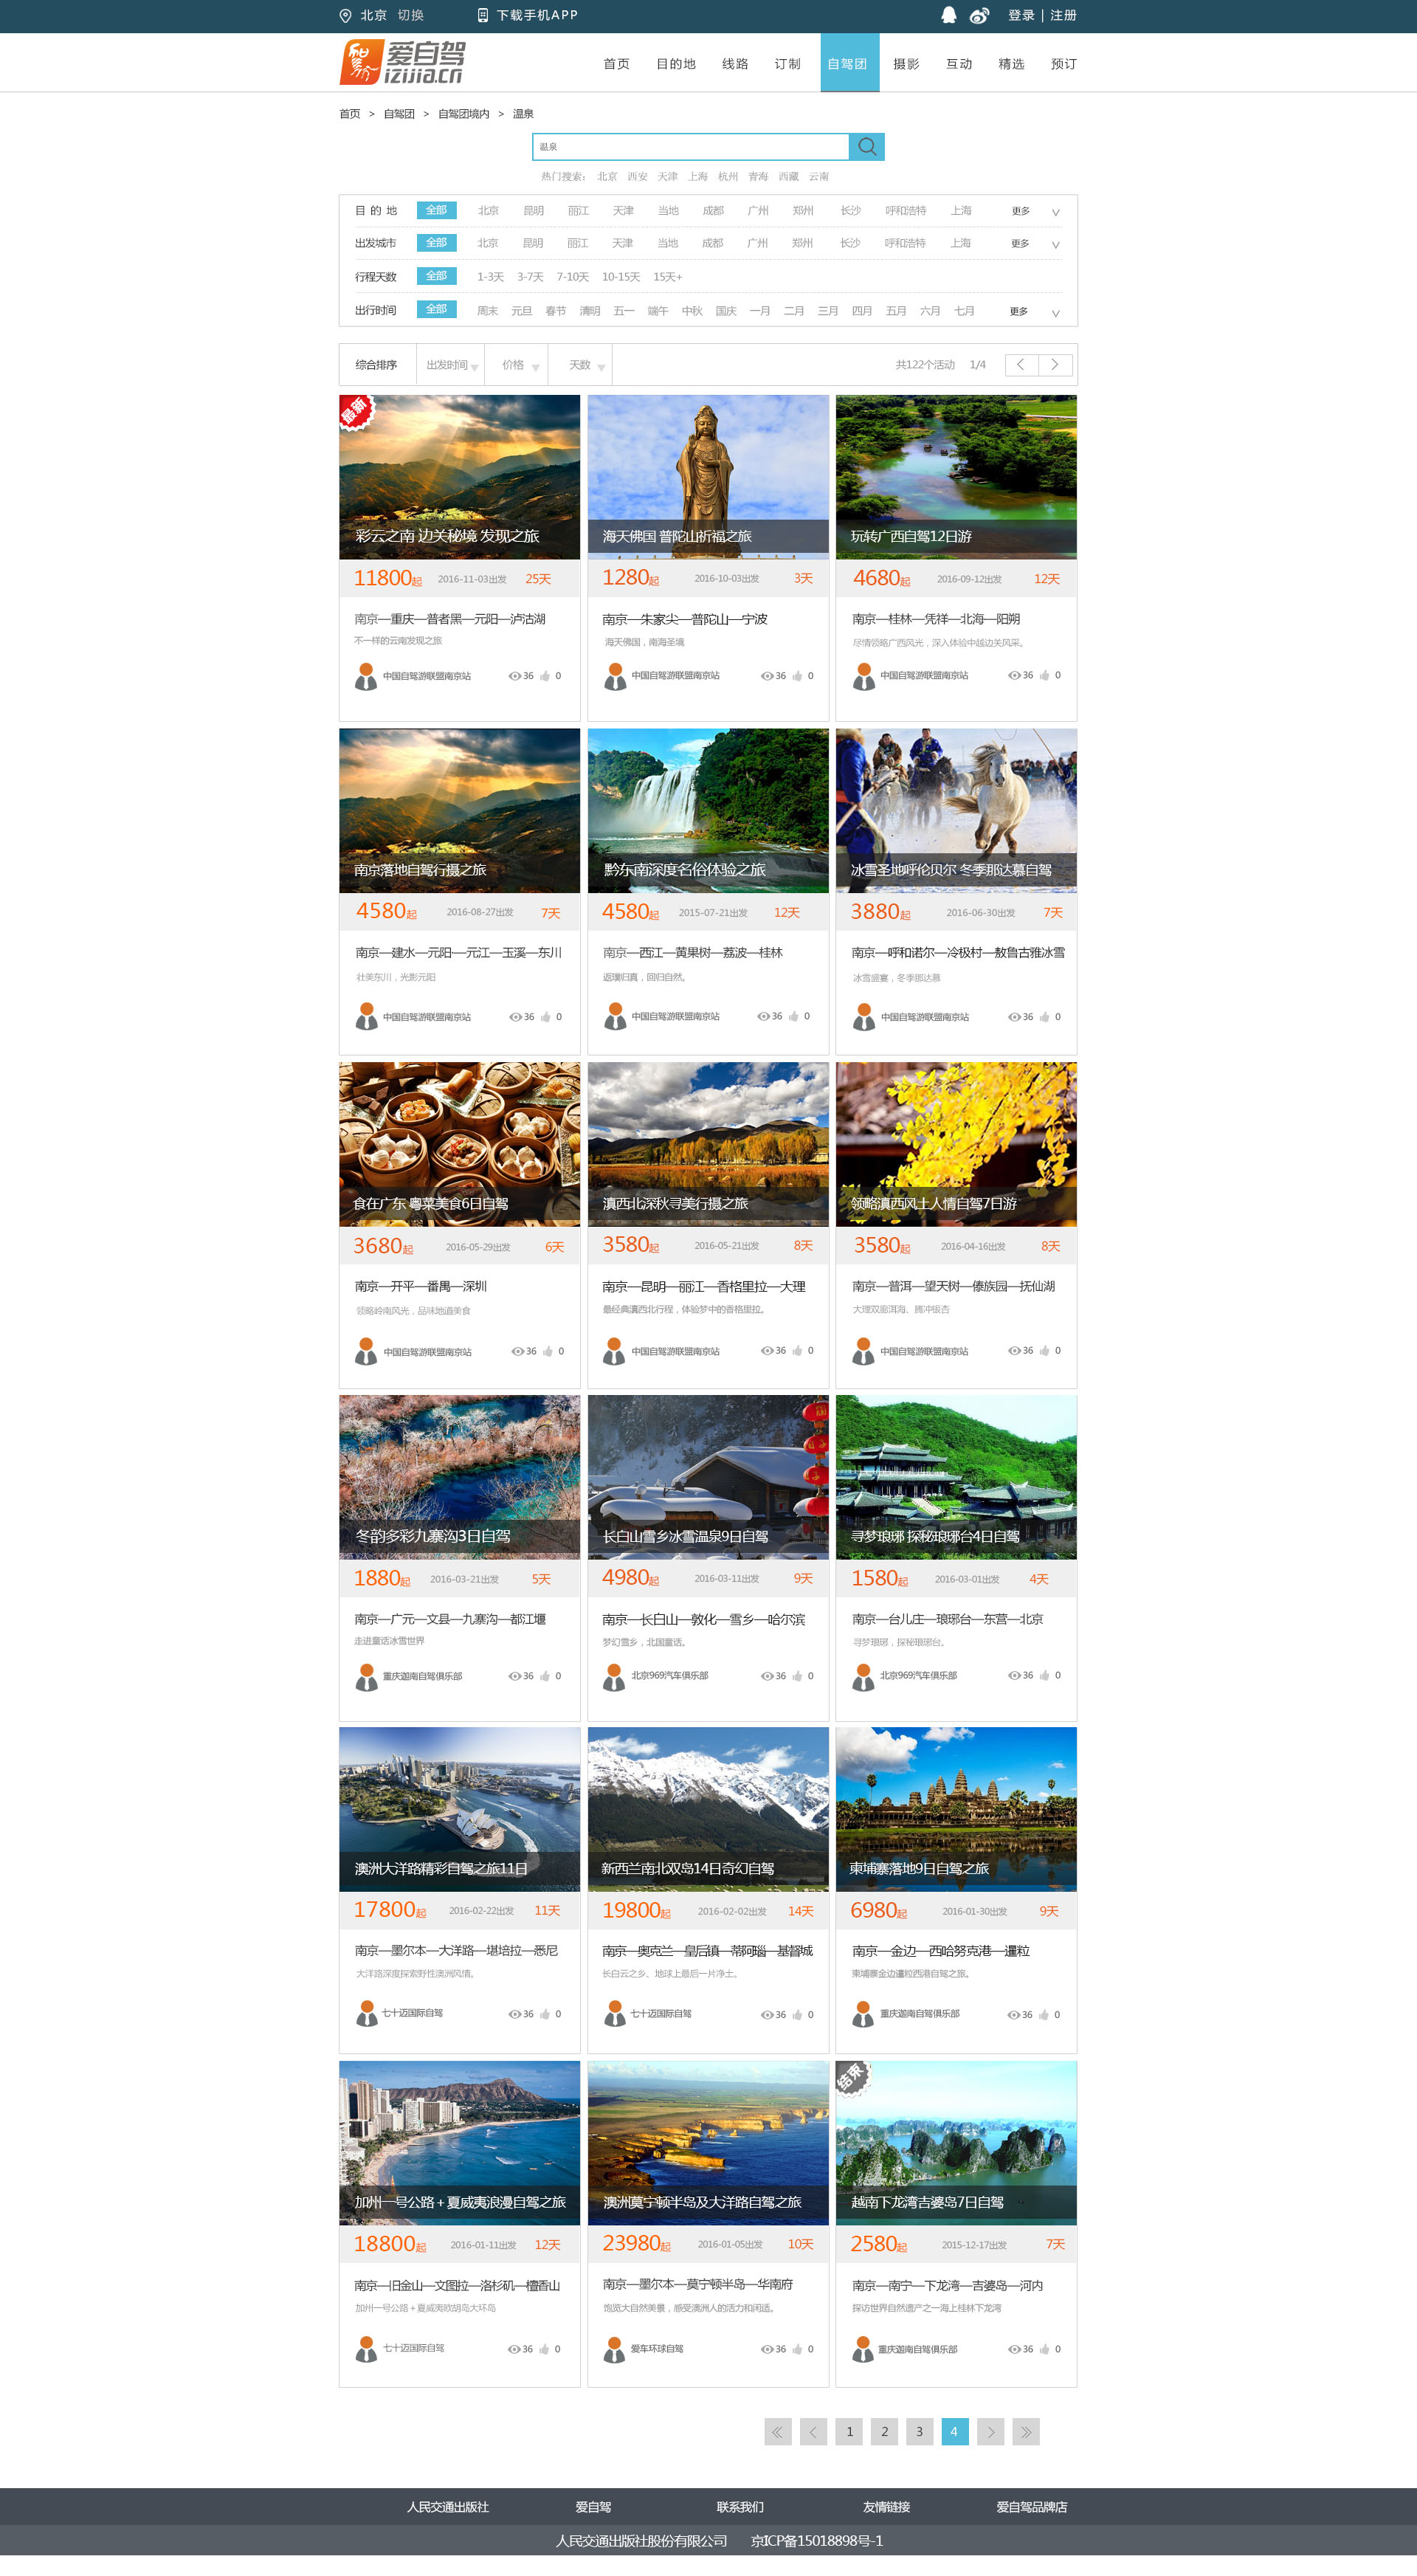 北京 切换 下载手机APP 登录 | 注册
爱自驾
izijia.cn
首页 目的地 线路 订制 自驾团 摄影 互动 精选 预订
首页 > 自驾团 > 自驾团境内 > 温泉
温泉
热门搜索： 北京 西安 天津 上海 杭州 青海 西藏 云南
目的地 全部 北京 昆明 丽江 天津 当地 成都 广州 郑州 长沙 呼和浩特 上海 更多
出发城市 全部 北京 昆明 丽江 天津 当地 成都 广州 郑州 长沙 呼和浩特 上海 更多
行程天数 全部 1-3天 3-7天 7-10天 10-15天 15天+
出行时间 全部 周末 元旦 春节 清明 五一 端午 中秋 国庆 一月 二月 三月 四月 五月 六月 七月 更多
综合排序 出发时间 价格 天数 共122个活动 1/4
最新
彩云之南 边关秘境 发现之旅
11800起 2016-11-03出发 25天
南京—重庆—普者黑—元阳—泸沽湖
不一样的云南发现之旅
中国自驾游联盟南京站 36 0
海天佛国 普陀山祈福之旅
1280起 2016-10-03出发 3天
南京—朱家尖—普陀山—宁波
海天佛国，南海圣境
中国自驾游联盟南京站 36 0
玩转广西自驾12日游
4680起 2016-09-12出发 12天
南京—桂林—凭祥—北海—阳朔
尽情领略广西风光，深入体验中越边关风采。
中国自驾游联盟南京站 36 0
南京落地自驾行摄之旅
4580起 2016-08-27出发 7天
南京—建水—元阳—元江—玉溪—东川
壮美东川，光影元阳
中国自驾游联盟南京站 36 0
黔东南深度名俗体验之旅
4580起 2015-07-21出发 12天
南京—西江—黄果树—荔波—桂林
返璞归真，回归自然。
中国自驾游联盟南京站 36 0
冰雪圣地呼伦贝尔 冬季那达慕自驾
3880起 2016-06-30出发 7天
南京—呼和诺尔—冷极村—敖鲁古雅冰雪
冰雪盛宴，冬季那达慕
中国自驾游联盟南京站 36 0
食在广东 粤菜美食6日自驾
3680起 2016-05-29出发 6天
南京—开平—番禺—深圳
领略岭南风光，品味地道美食
中国自驾游联盟南京站 36 0
滇西北深秋寻美行摄之旅
3580起 2016-05-21出发 8天
南京—昆明—丽江—香格里拉—大理
最经典滇西北行程，体验梦中的香格里拉。
中国自驾游联盟南京站 36 0
领略滇西风土人情自驾7日游
3580起 2016-04-16出发 8天
南京—普洱—望天树—傣族园—抚仙湖
大理双廊洱海、腾冲银杏
中国自驾游联盟南京站 36 0
冬韵多彩九寨沟3日自驾
1880起 2016-03-21出发 5天
南京—广元—文县—九寨沟—都江堰
走进童话冰雪世界
重庆迦南自驾俱乐部 36 0
长白山雪乡冰雪温泉9日自驾
4980起 2016-03-11出发 9天
南京—长白山—敦化—雪乡—哈尔滨
梦幻雪乡，北国童话。
北京969汽车俱乐部 36 0
寻梦琅琊 探秘琅琊台4日自驾
1580起 2016-03-01出发 4天
南京—台儿庄—琅琊台—东营—北京
寻梦琅琊，探秘琅琊台。
北京969汽车俱乐部 36 0
澳洲大洋路精彩自驾之旅11日
17800起 2016-02-22出发 11天
南京—墨尔本—大洋路—堪培拉—悉尼
大洋路深度探索野性澳洲风情。
七十迈国际自驾 36 0
新西兰南北双岛14日奇幻自驾
19800起 2016-02-02出发 14天
南京—奥克兰—皇后镇—蒂阿瑙—基督城
长白云之乡、地球上最后一片净土。
七十迈国际自驾 36 0
柬埔寨落地9日自驾之旅
6980起 2016-01-30出发 9天
南京—金边—西哈努克港—暹粒
柬埔寨金边暹粒西港自驾之旅。
重庆迦南自驾俱乐部 36 0
加州一号公路+夏威夷浪漫自驾之旅
18800起 2016-01-11出发 12天
南京—旧金山—文图拉—洛杉矶—檀香山
加州一号公路+夏威夷欧胡岛大环岛
七十迈国际自驾 36 0
澳洲莫宁顿半岛及大洋路自驾之旅
23980起 2016-01-05出发 10天
南京—墨尔本—莫宁顿半岛—华南府
饱览大自然美景，感受澳洲人的活力和闲适。
爱车环球自驾 36 0
结束
越南下龙湾吉婆岛7日自驾
2580起 2015-12-17出发 7天
南京—南宁—下龙湾—吉婆岛—河内
探访世界自然遗产之一海上桂林下龙湾
重庆迦南自驾俱乐部 36 0
1 2 3 4
人民交通出版社 爱自驾 联系我们 友情链接 爱自驾品牌店
人民交通出版社股份有限公司 京ICP备15018898号-1